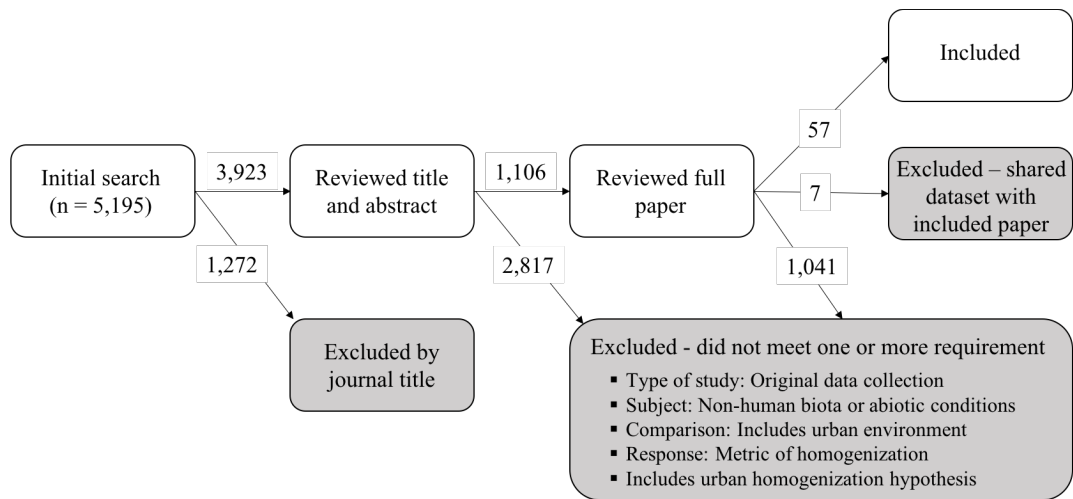 Included
57
3,923
1,106
Initial search
(n = 5,195)
Reviewed title
and abstract
Reviewed full
paper
7
Excluded – shared
dataset with
included paper
1,272
2,817
1,041
Excluded by
journal title
Excluded - did not meet one or more requirement
▪ Type of study: Original data collection
▪ Subject: Non-human biota or abiotic conditions
▪ Comparison: Includes urban environment
▪ Response: Metric of homogenization
▪ Includes urban homogenization hypothesis